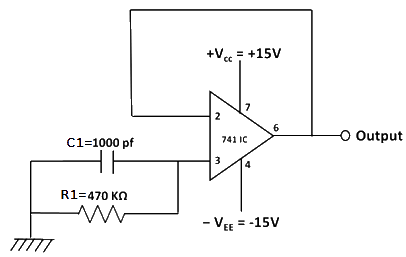 +Vcc = +15V
7
2
6
741 IC
Output
C1=1000 pf
3
4
R1=470 KΩ
– VEE = -15V